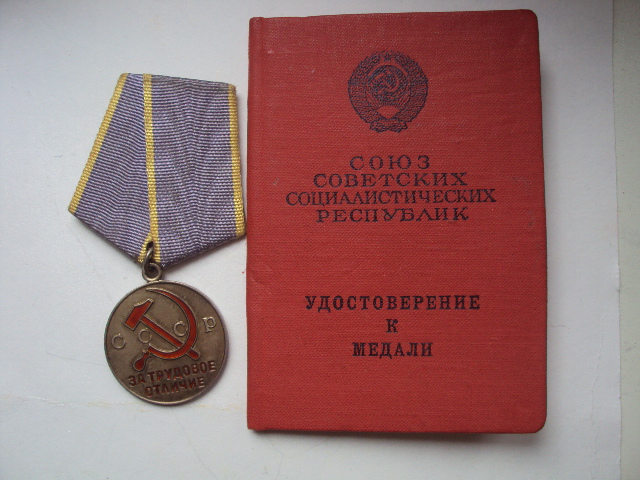 СССР
ЗА ТРУДОВОЕ
ОТЛИЧИЕ
СОЮЗ
СОВЕТСКИХ
СОЦИАЛИСТИЧЕСКИХ
РЕСПУБЛИК
УДОСТОВЕРЕНИЕ
К
МЕДАЛИ